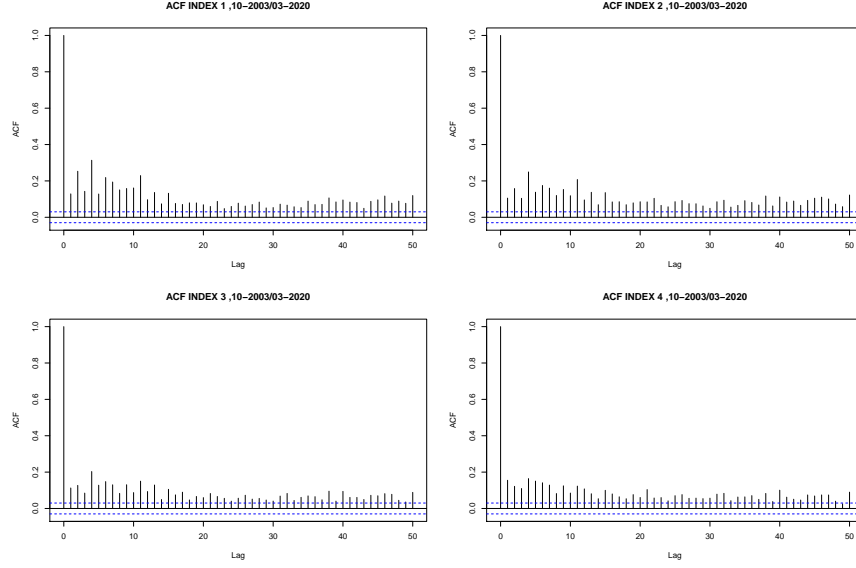 ACF INDEX 1 ,10−2003/03−2020
ACF
0.0 0.2 0.4 0.6 0.8 1.0
0 10 20 30 40 50
Lag
ACF INDEX 2 ,10−2003/03−2020
ACF
0.0 0.2 0.4 0.6 0.8 1.0
0 10 20 30 40 50
Lag
ACF INDEX 3 ,10−2003/03−2020
ACF
0.0 0.2 0.4 0.6 0.8 1.0
0 10 20 30 40 50
Lag
ACF INDEX 4 ,10−2003/03−2020
ACF
0.0 0.2 0.4 0.6 0.8 1.0
0 10 20 30 40 50
Lag